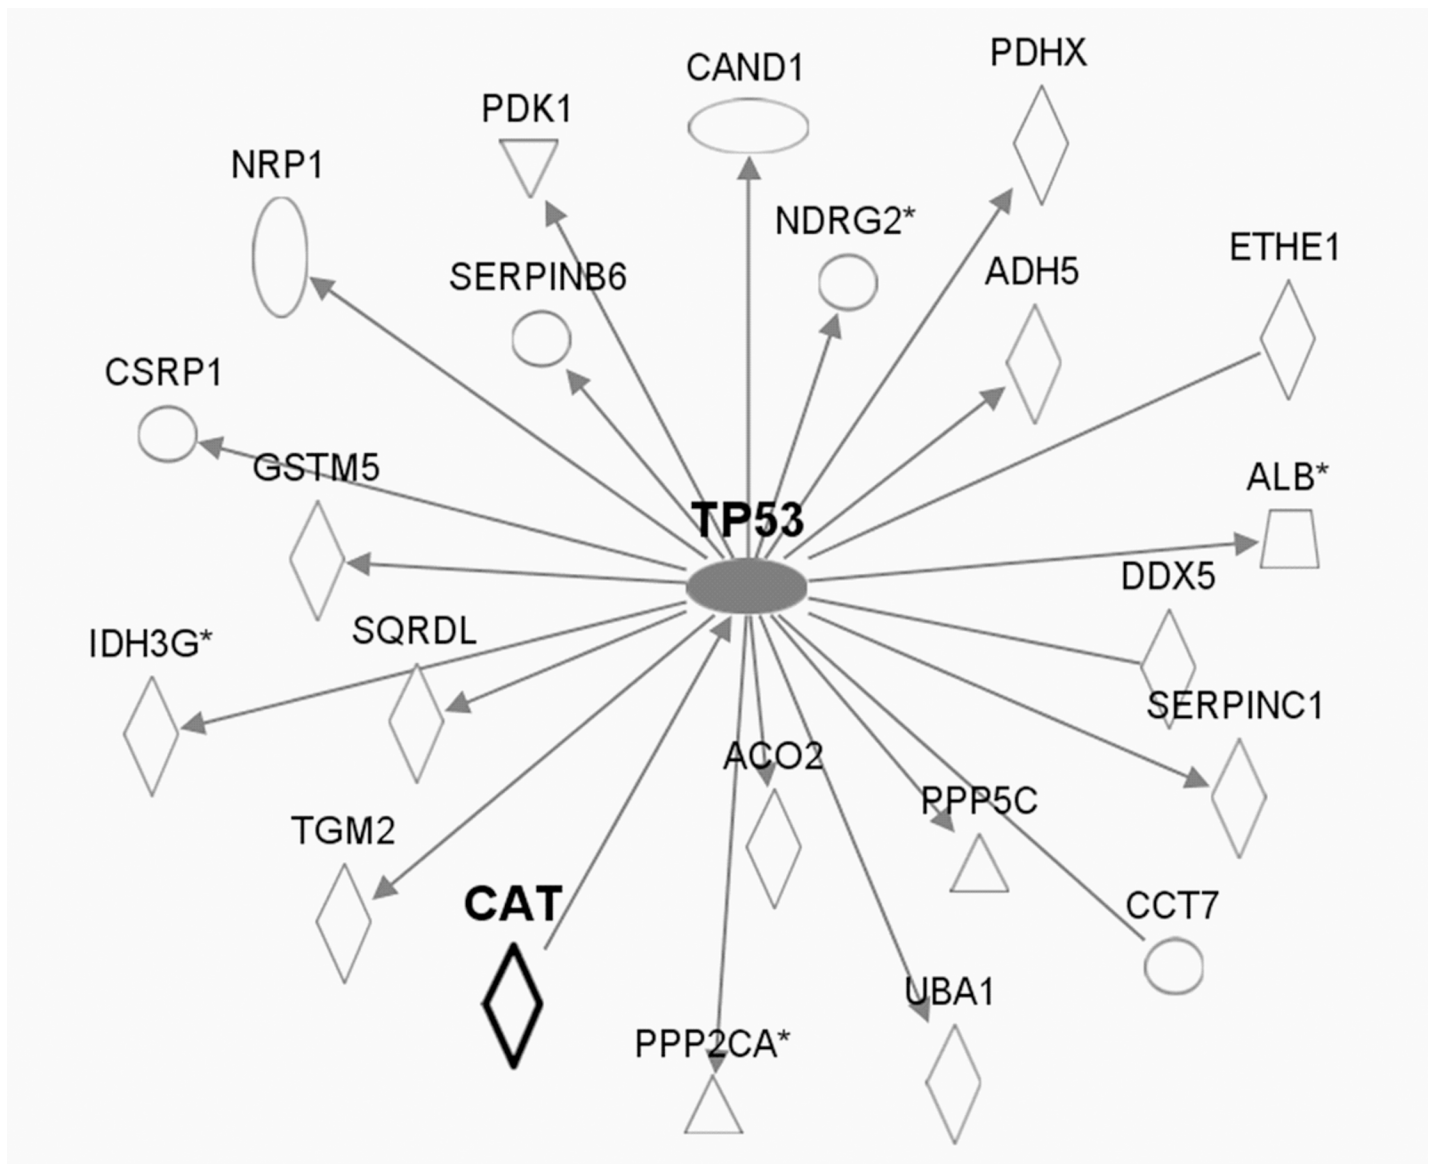 PDHX
CAND1
PDK1
NRP1
NDRG2*
ETHE1
SERPINB6
ADH5
CSRP1
GSTM5
ALB*
TP53
DDX5
SQRDL
IDH3G*
SERPINC1
ACO2
PPP5C
TGM2
CAT
CCT7
UBA1
PPP2CA*